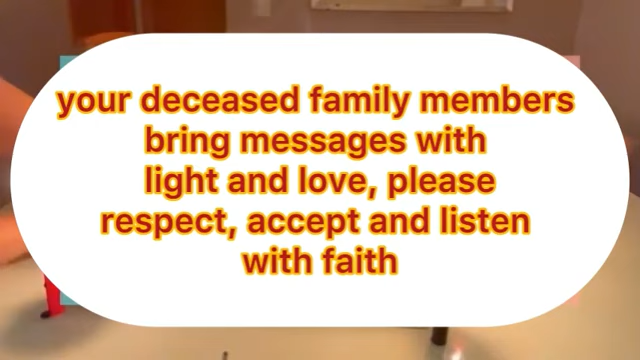 your deceased family members
bring messages with
light and love, please
respect, accept and listen
with faith